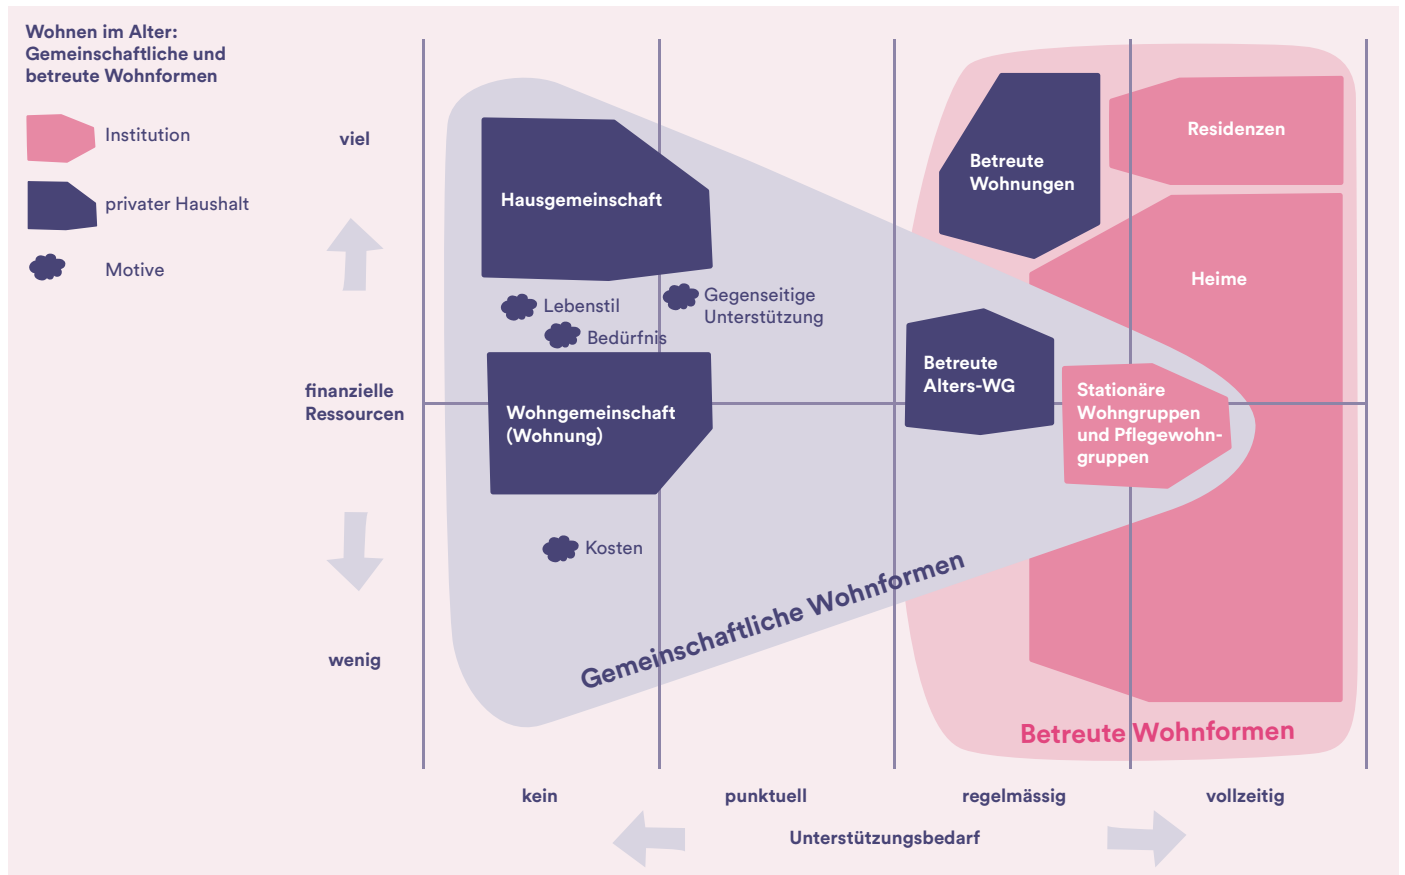 Wohnen im Alter:
Gemeinschaftliche und
betreute Wohnformen
Institution
privater Haushalt
Motive
viel
finanzielle
Ressourcen
wenig
Hausgemeinschaft
Lebenstil
Bedürfnis
Gegenseitige
Unterstützung
Wohngemeinschaft
(Wohnung)
Kosten
Gemeinschaftliche Wohnformen
Betreute
Wohnungen
Residenzen
Heime
Betreute
Alters-WG
Stationäre
Wohngruppen
und Pflegewohn-
gruppen
Betreute Wohnformen
kein
punktuell
regelmässig
vollzeitig
Unterstützungsbedarf